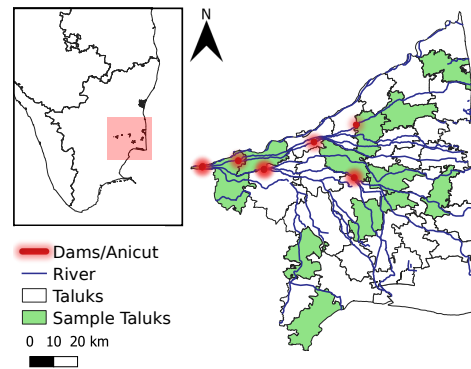 N
Dams/Anicut
River
Taluks
Sample Taluks
0 10 20 km